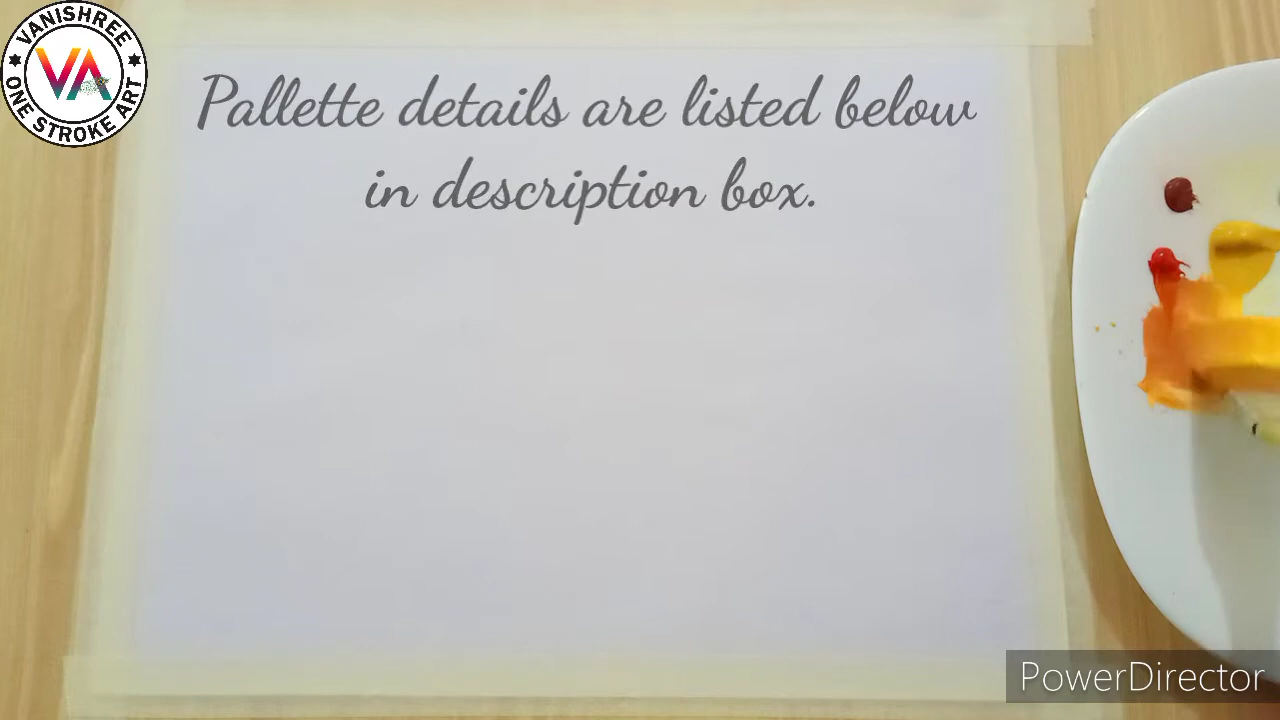 VANISHREE
VA
ONE STROKE ART
Pallette details are listed below
in description box.
PowerDirector